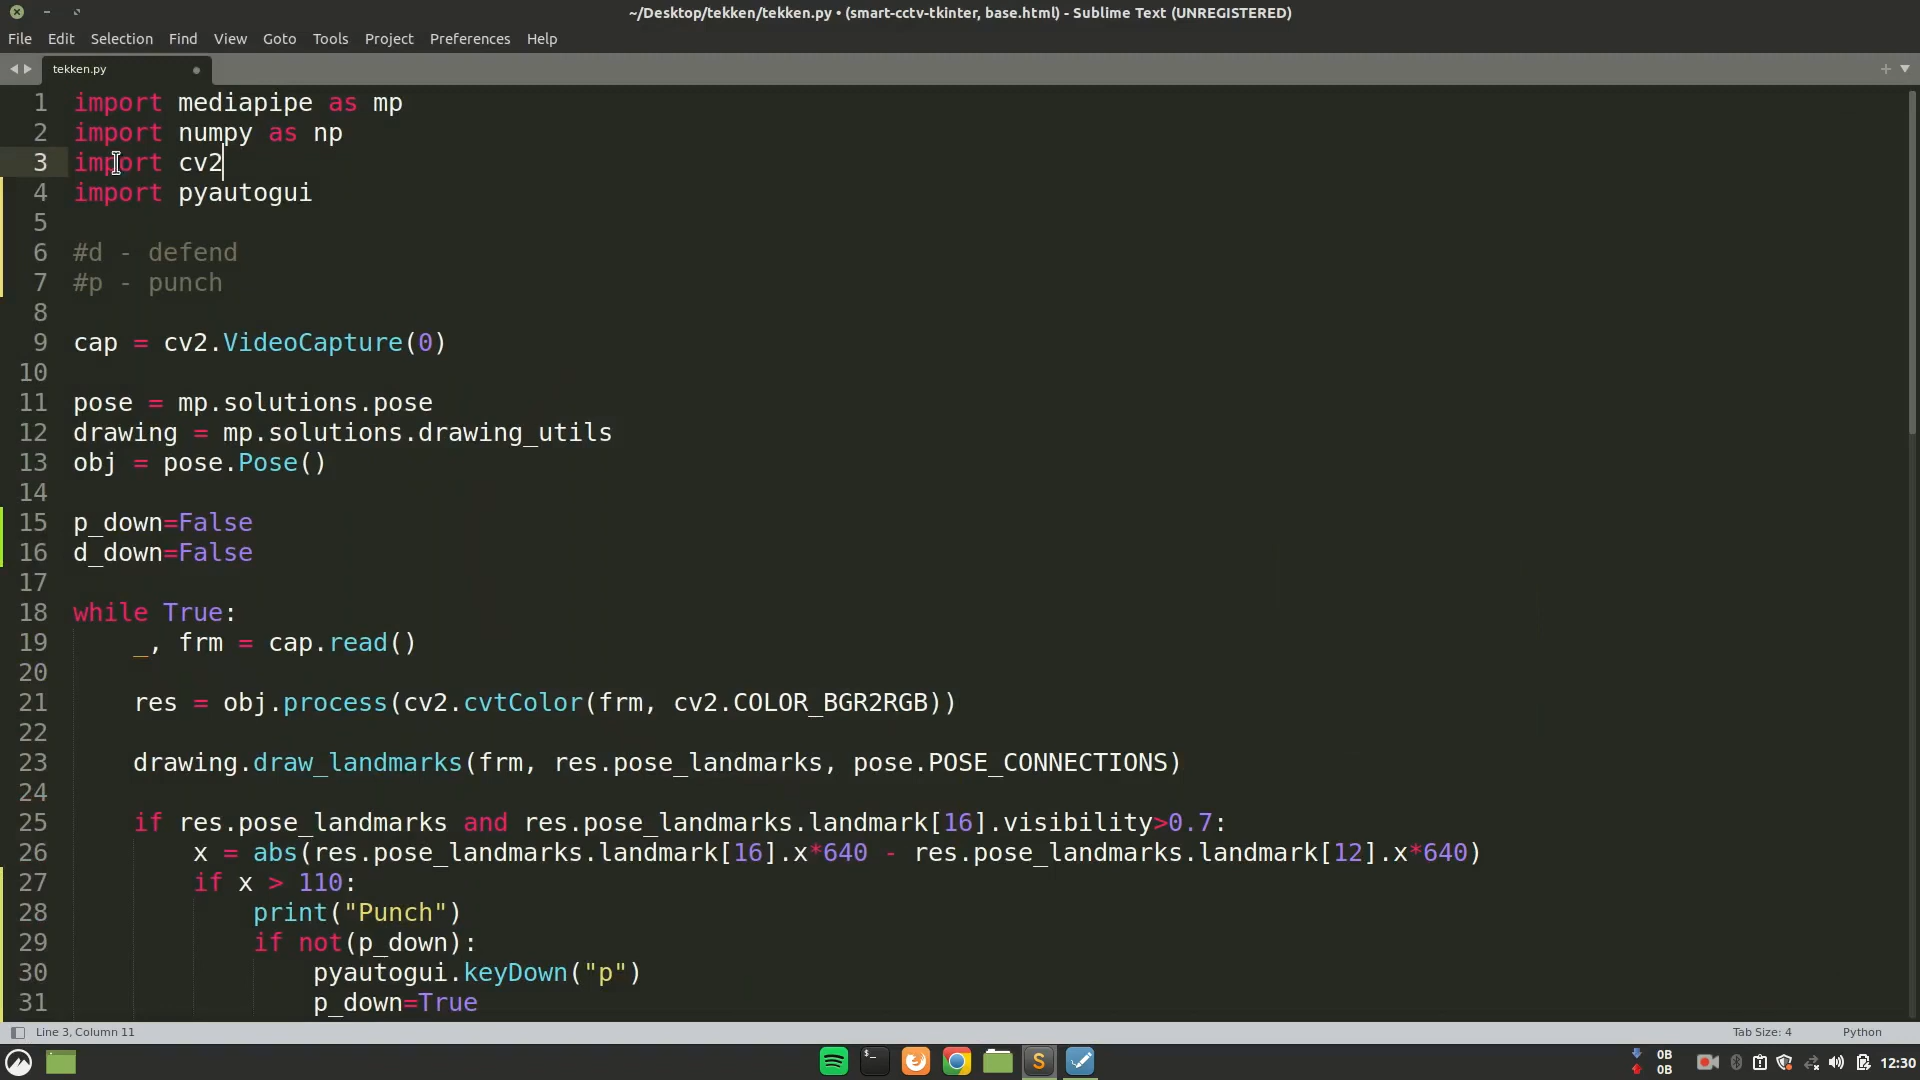 ~/Desktop/tekken/tekken.py • (smart-cctv-tkinter, base.html) - Sublime Text (UNREGISTERED)
File Edit Selection Find View Goto Tools Project Preferences Help
tekken.py
1 import mediapipe as mp
2 import numpy as np
3 import cv2
4 import pyautogui
5
6 #d - defend
7 #p - punch
8
9 cap = cv2.VideoCapture(0)
10
11 pose = mp.solutions.pose
12 drawing = mp.solutions.drawing_utils
13 obj = pose.Pose()
14
15 p_down=False
16 d_down=False
17
18 while True:
19 _, frm = cap.read()
20
21 res = obj.process(cv2.cvtColor(frm, cv2.COLOR_BGR2RGB))
22
23 drawing.draw_landmarks(frm, res.pose_landmarks, pose.POSE_CONNECTIONS)
24
25 if res.pose_landmarks and res.pose_landmarks.landmark[16].visibility>0.7:
26 x = abs(res.pose_landmarks.landmark[16].x*640 - res.pose_landmarks.landmark[12].x*640)
27 if x > 110:
28 print("Punch")
29 if not(p_down):
30 pyautogui.keyDown("p")
31 p_down=True
Line 3, Column 11 Tab Size: 4 Python
0B
0B
12:30